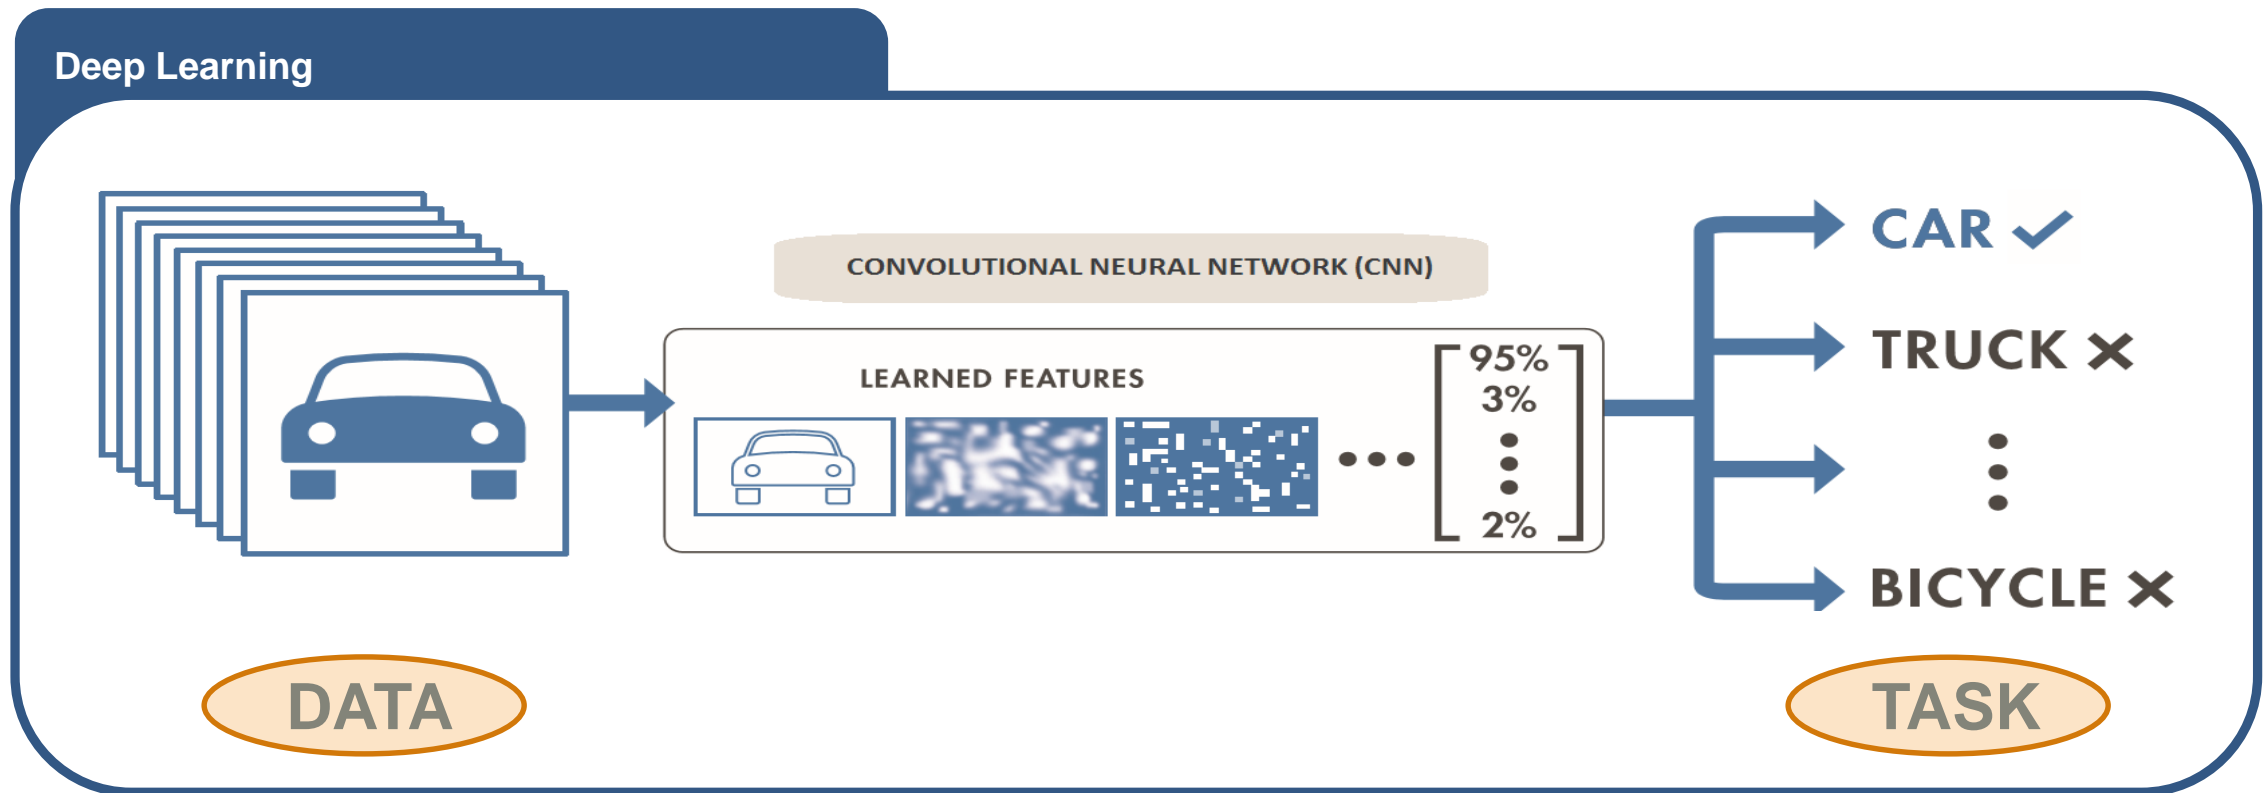 Deep Learning
CONVOLUTIONAL NEURAL NETWORK (CNN)
LEARNED FEATURES
95%
3%
2%
CAR
TRUCK
BICYCLE
DATA
TASK